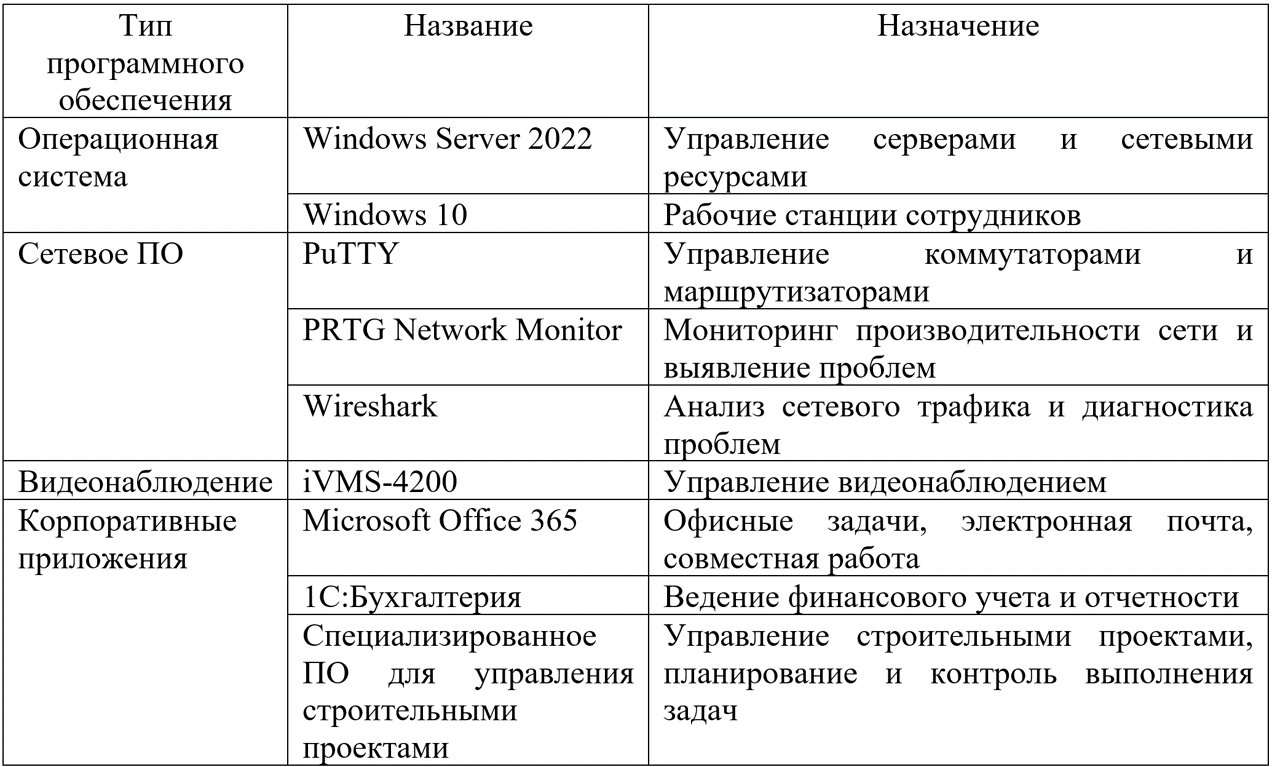 Тип
программного
обеспечения
Название
Назначение
Операционная
система
Windows Server 2022
Управление серверами и сетевыми
ресурсами
Windows 10
Рабочие станции сотрудников
Сетевое ПО
PuTTY
Управление коммутаторами и
маршрутизаторами
PRTG Network Monitor
Мониторинг производительности сети и
выявление проблем
Wireshark
Анализ сетевого трафика и диагностика
проблем
Видеонаблюдение
iVMS-4200
Управление видеонаблюдением
Корпоративные
приложения
Microsoft Office 365
Офисные задачи, электронная почта,
совместная работа
1С:Бухгалтерия
Ведение финансового учета и отчетности
Специализированное
ПО для управления
строительными
проектами
Управление строительными проектами,
планирование и контроль выполнения
задач